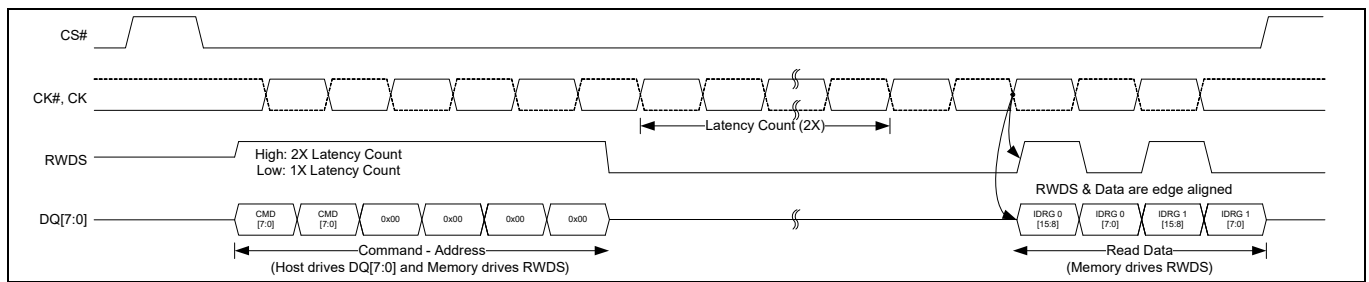 CS#
CK#, CK
Latency Count (2X)
RWDS
High: 2X Latency Count
Low: 1X Latency Count
RWDS & Data are edge aligned
DQ[7:0]
CMD
[7:0]
CMD
[7:0]
0x00
0x00
0x00
0x00
IDRG 0
[15:8]
IDRG 0
[7:0]
IDRG 1
[15:8]
IDRG 1
[7:0]
Command - Address
(Host drives DQ[7:0] and Memory drives RWDS)
Read Data
(Memory drives RWDS)